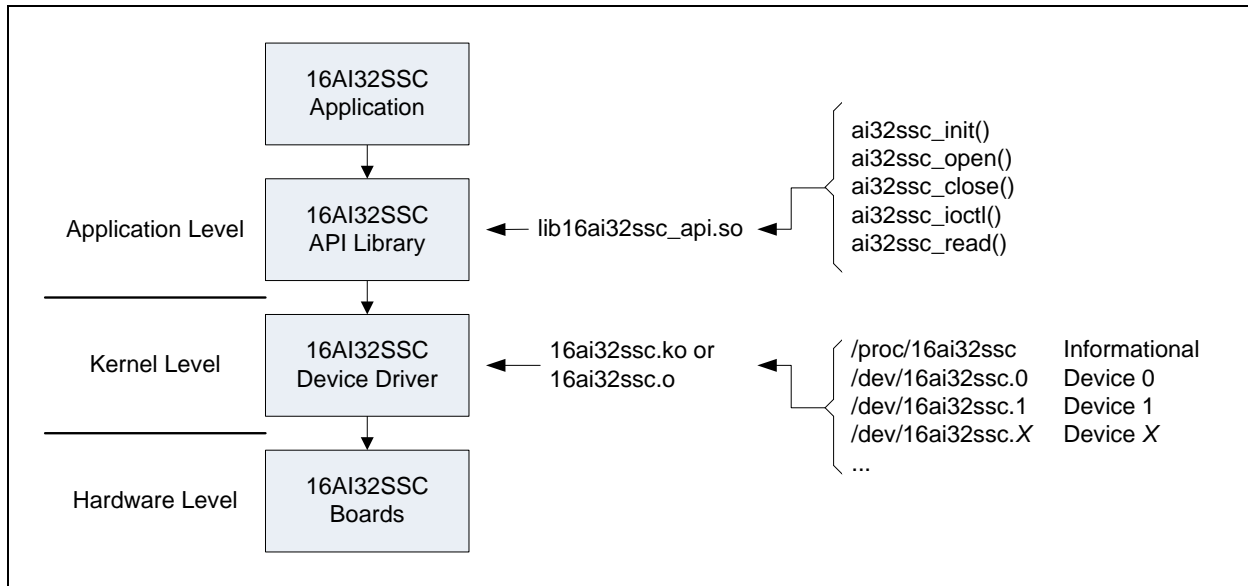 16AI32SSC
Application
Application Level
16AI32SSC
API Library
lib16ai32ssc_api.so
ai32ssc_init()
ai32ssc_open()
ai32ssc_close()
ai32ssc_ioctl()
ai32ssc_read()
Kernel Level
16AI32SSC
Device Driver
16ai32ssc.ko or
16ai32ssc.o
/proc/16ai32ssc Informational
/dev/16ai32ssc.0 Device 0
/dev/16ai32ssc.1 Device 1
/dev/16ai32ssc.X Device X
...
Hardware Level
16AI32SSC
Boards